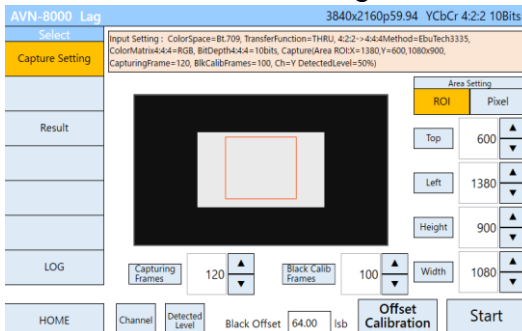 AVN-8000 Lag
3840x2160p59.94 YCbCr 4:2:2 10Bits
Select
Capture Setting
Result
LOG
HOME
Input Setting : ColorSpace=Bt.709, TransferFunction=THRU, 4:2:2->4:4:4Method=EbuTech3335,
ColorMatrix4:4:4=RGB, BitDepth4:4:4=10bits, Capture(Area ROI:X=1380,Y=600,1080x900,
CapturingFrame=120, BlkCalibFrames=100, Ch=Y DetectedLevel=50%)
Area Setting
ROI Pixel
Top 600
Left 1380
Height 900
Width 1080
Capturing
Frames
120
Black Calib
Frames
100
Channel
Detected
Level
Black Offset 64.00 lsb
Offset
Calibration
Start